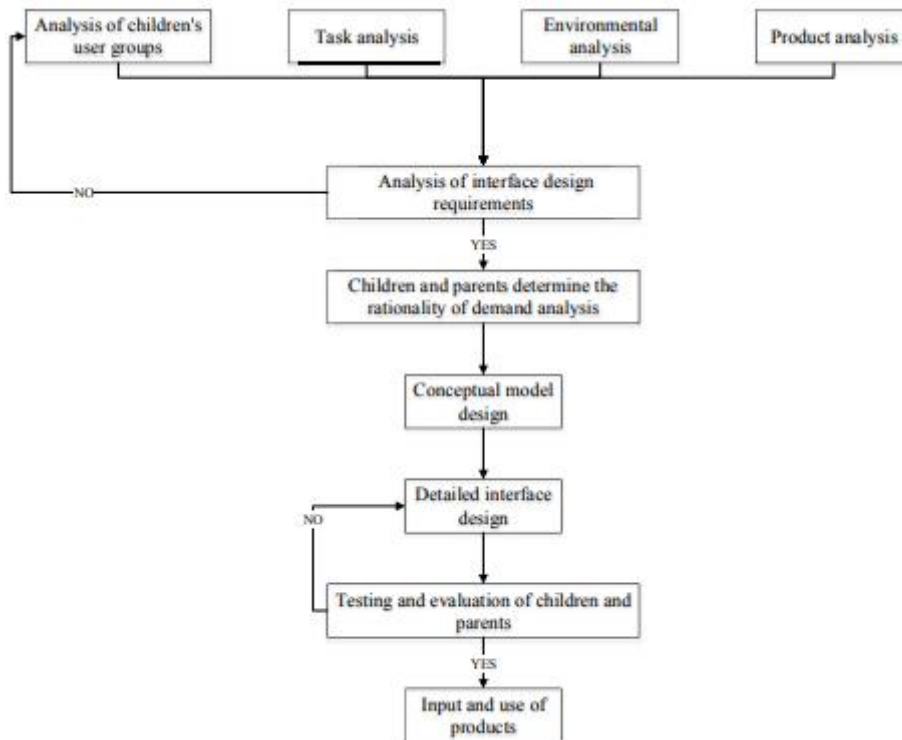 Analysis of children's
user groups
Task analysis
Environmental
analysis
Product analysis
NO
Analysis of interface design
requirements
YES
Children and parents determine the
rationality of demand analysis
Conceptual model
design
Detailed interface
design
NO
Testing and evaluation of children and
parents
YES
Input and use of
products